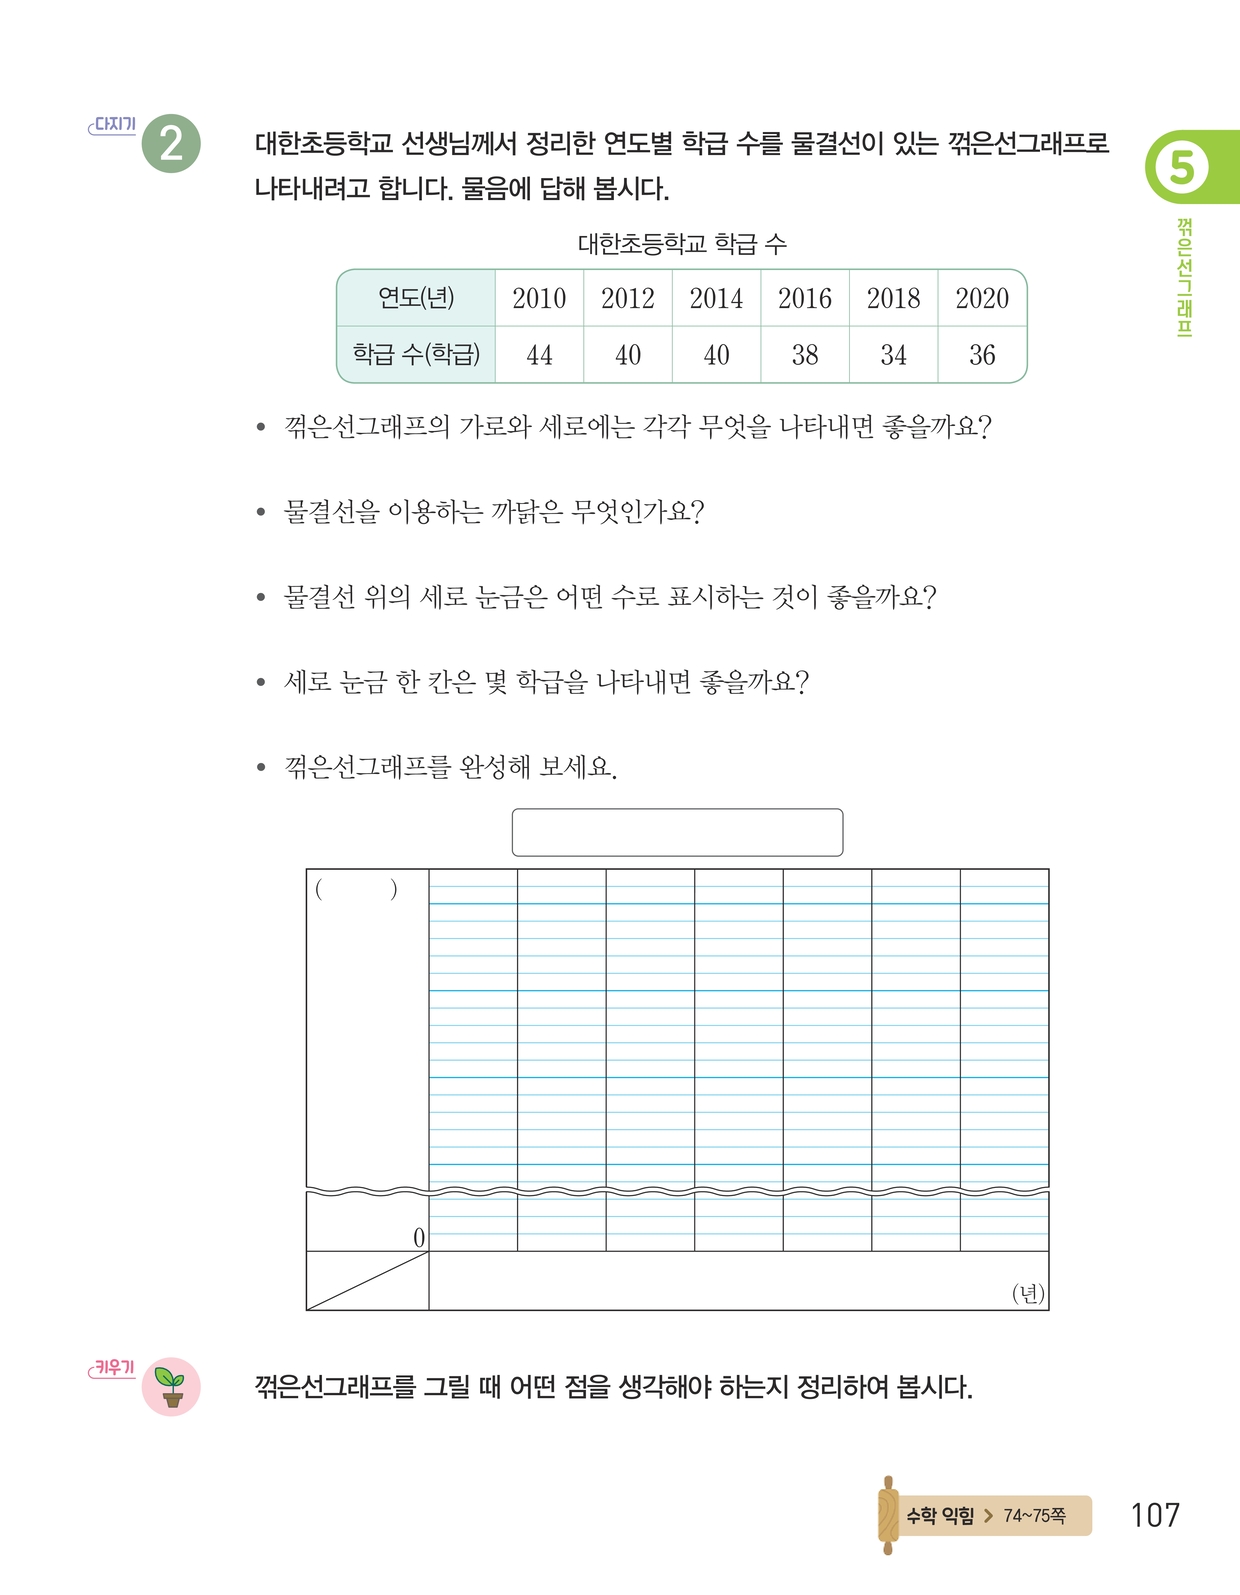 다지기
2
대한초등학교 선생님께서 정리한 연도별 학급 수를 물결선이 있는 꺾은선그래프로
나타내려고 합니다. 물음에 답해 봅시다.
5
꺾은선그래프
대한초등학교 학급 수
연도(년) 2010 2012 2014 2016 2018 2020
학급 수(학급) 44 40 40 38 34 36
• 꺾은선그래프의 가로와 세로에는 각각 무엇을 나타내면 좋을까요?
• 물결선을 이용하는 까닭은 무엇인가요?
• 물결선 위의 세로 눈금은 어떤 수로 표시하는 것이 좋을까요?
• 세로 눈금 한 칸은 몇 학급을 나타내면 좋을까요?
• 꺾은선그래프를 완성해 보세요.
( )
0
(년)
키우기
꺾은선그래프를 그릴 때 어떤 점을 생각해야 하는지 정리하여 봅시다.
수학 익힘 > 74~75쪽
107